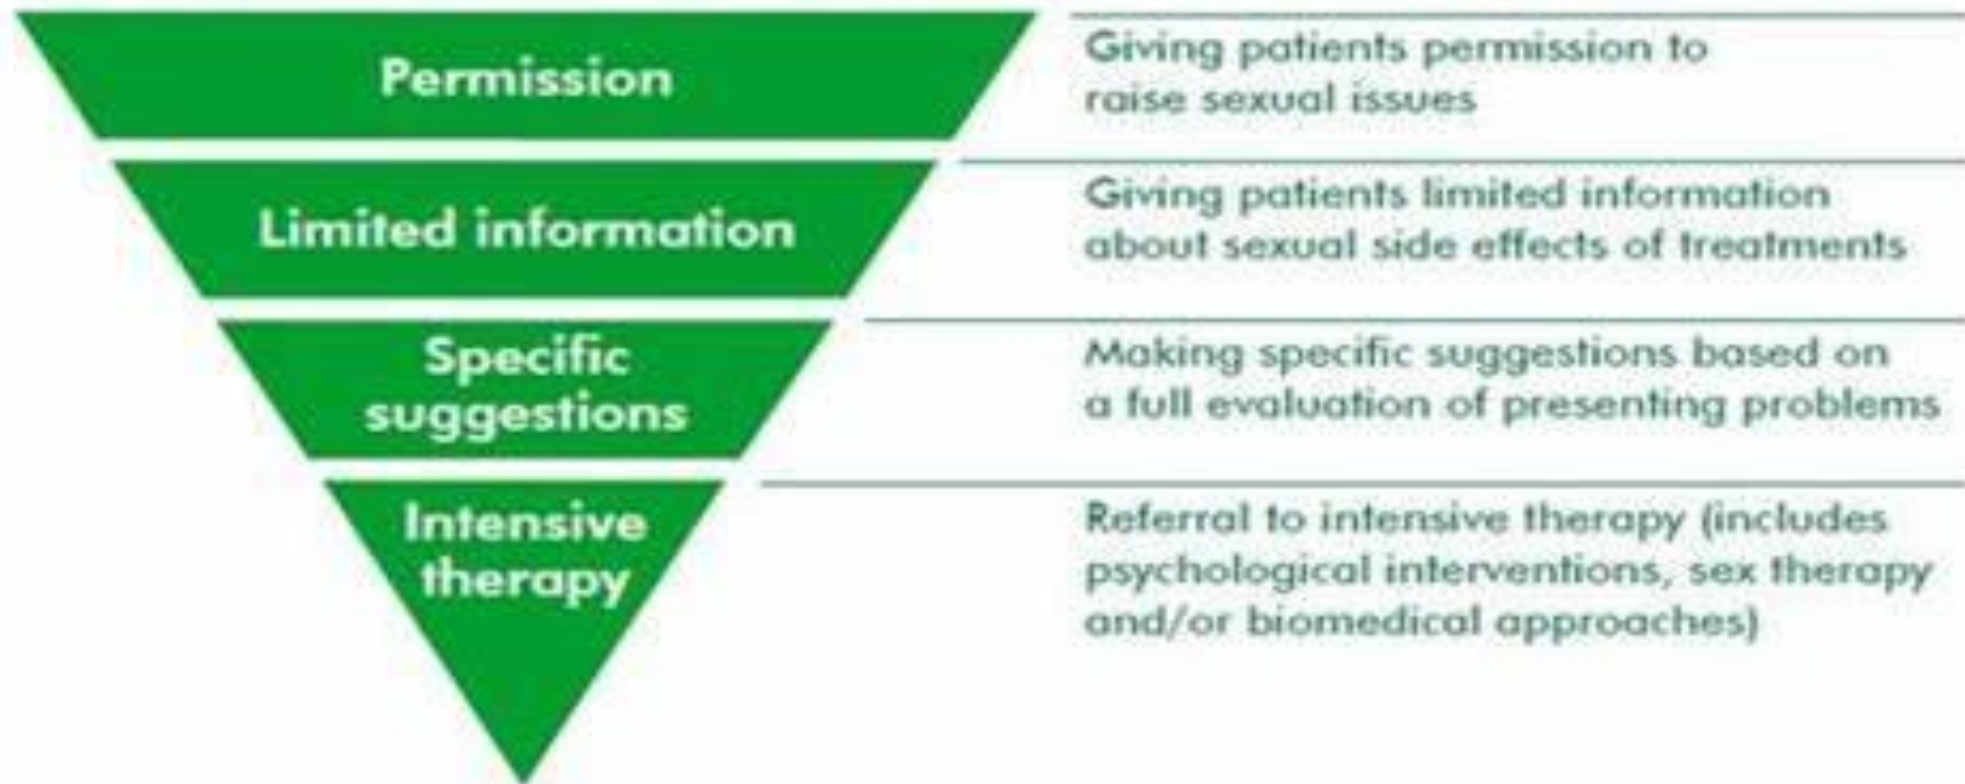 Permission
Giving patients permission to
raise sexual issues
Limited information
Giving patients limited information
about sexual side effects of treatments
Specific
suggestions
Making specific suggestions based on
a full evaluation of presenting problems
Intensive
therapy
Referral to intensive therapy (includes
psychological interventions, sex therapy
and/or biomedical approaches)